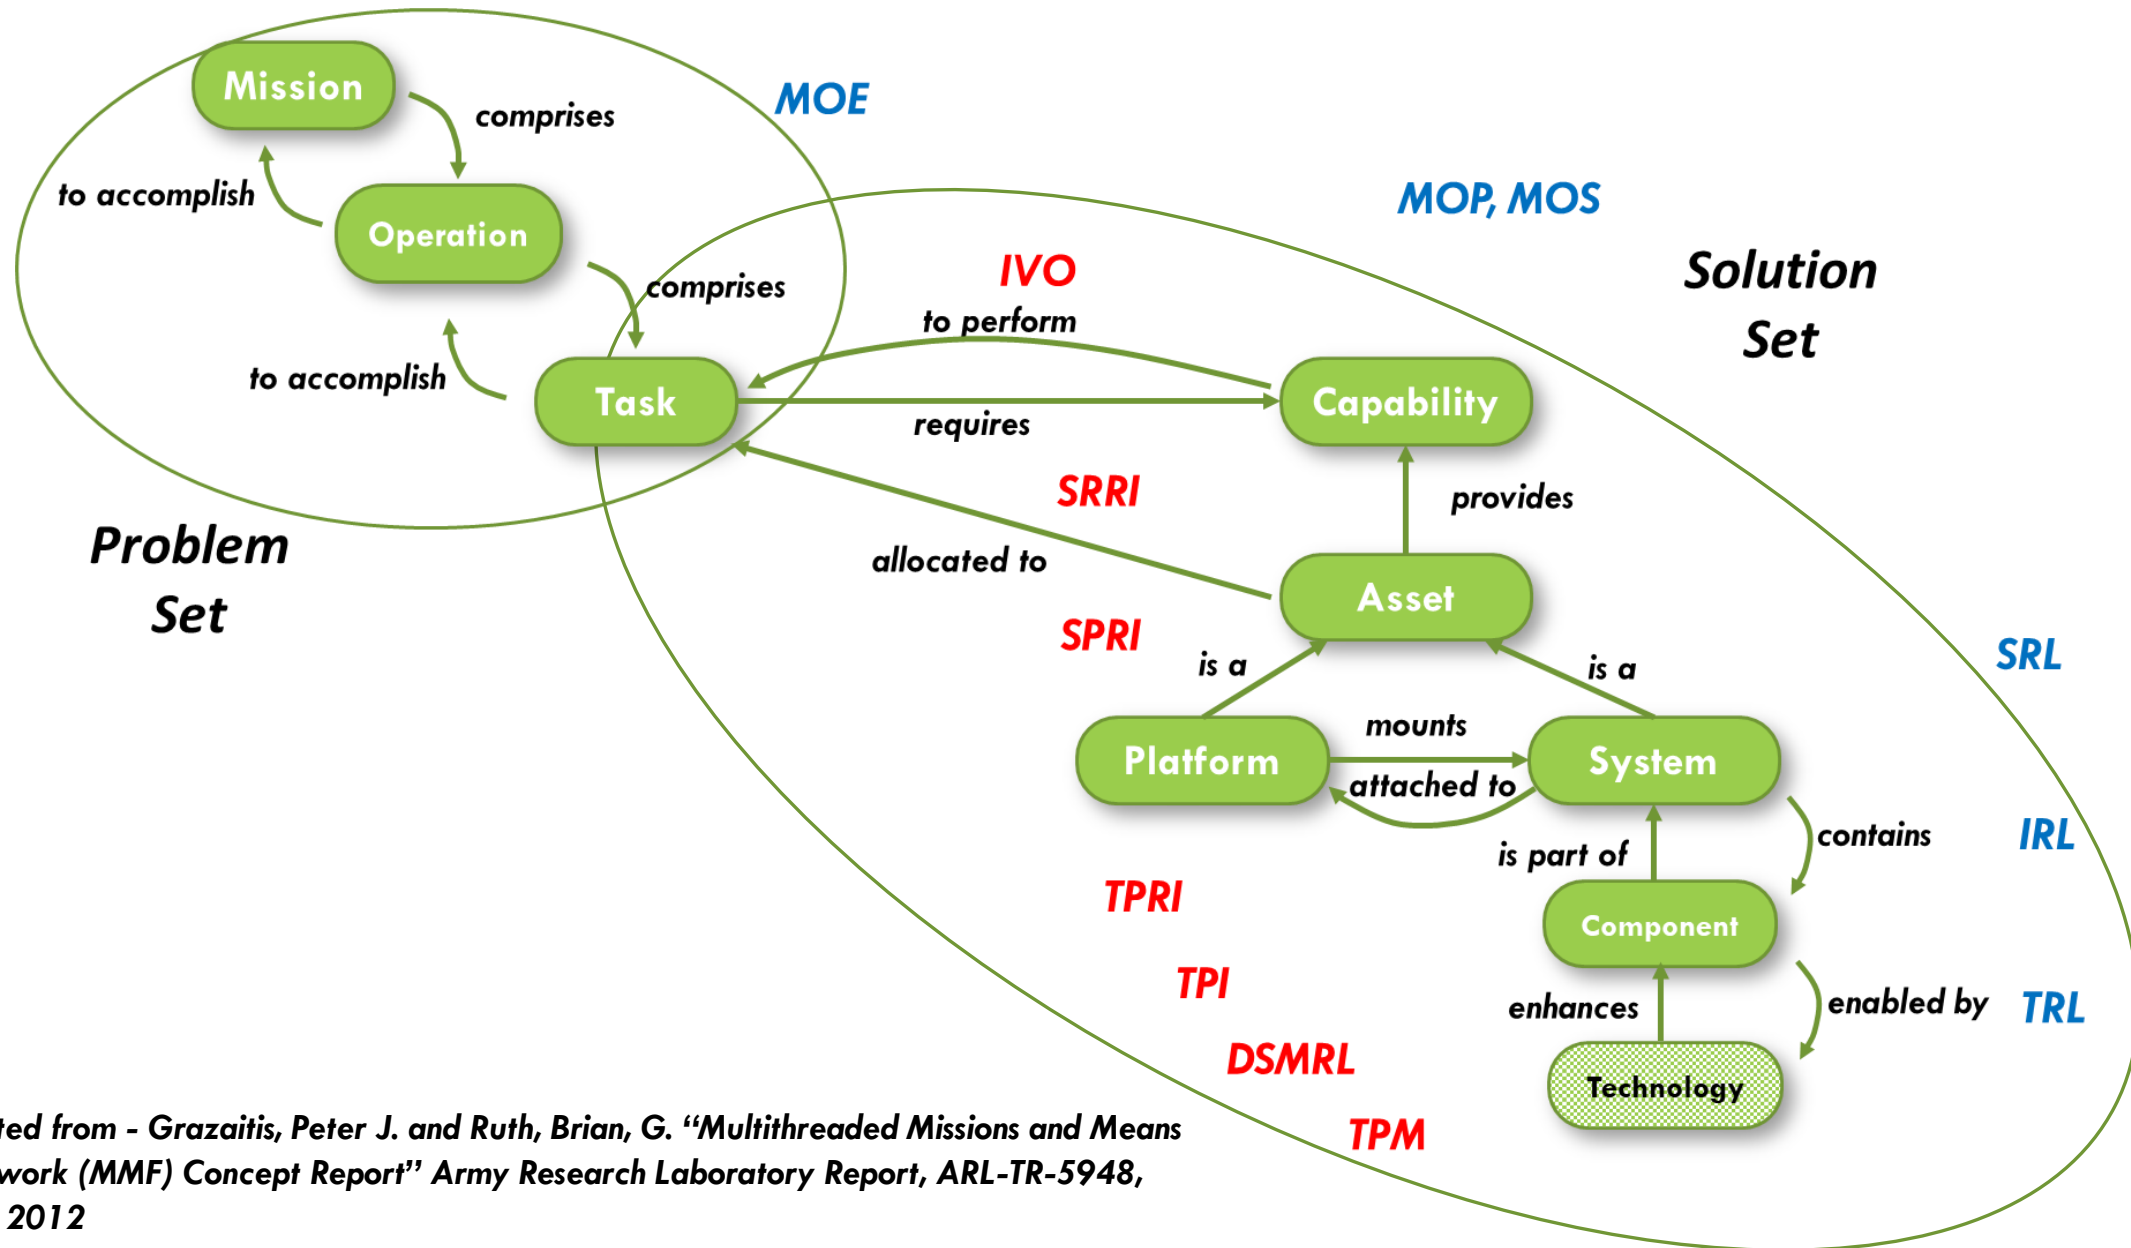 Mission
MOE
comprises
to accomplish
MOP, MOS
Operation
Solution
Set
IVO
comprises
to perform
to accomplish
Task
Capability
requires
SRRI
provides
Problem
Set
allocated to
Asset
SPRI
is a
is a
SRL
mounts
Platform
System
attached to
contains
IRL
is part of
TPRI
Component
TPI
enhances
enabled by
TRL
DSMRL
Technology
ted from - Grazaitis, Peter J. and Ruth, Brian, G. “Multithreaded Missions and Means
TPM
work (MMF) Concept Report” Army Research Laboratory Report, ARL-TR-5948,
2012